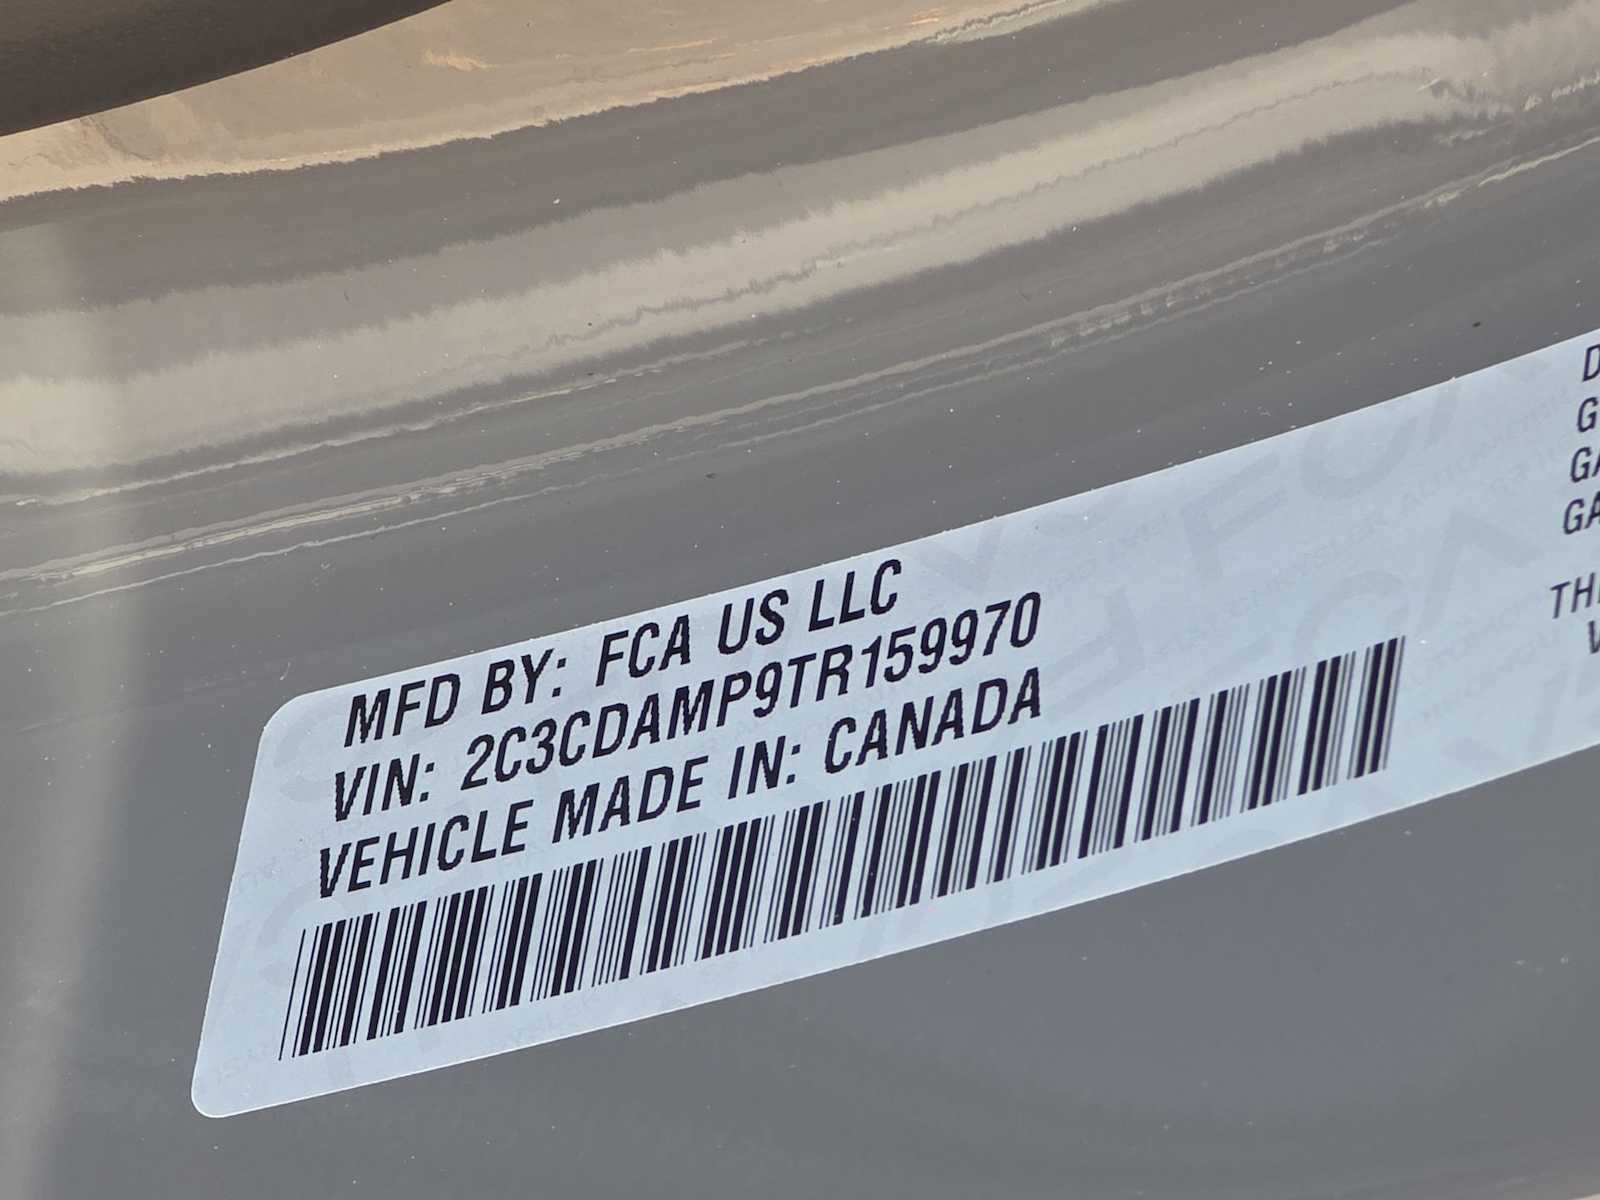 MFD BY: FCA US LLC
VIN: 2C3CDAMP9TR159970
VEHICLE MADE IN: CANADA